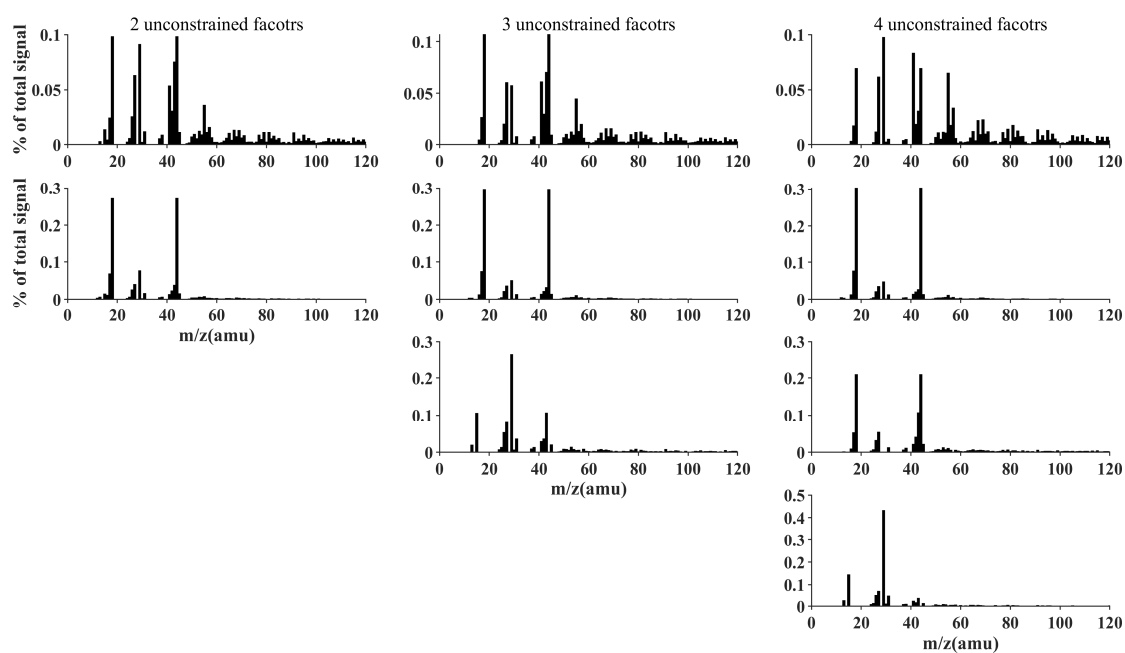 2 unconstrained facotrs 3 unconstrained facotrs 4 unconstrained facotrs
0.1 0.1 0.1
% of total signal
0.05 0.05 0.05
0 0 0
0 20 40 60 80 100 120 0 20 40 60 80 100 120 0 20 40 60 80 100 120
0.3 0.3 0.3
% of total signal
0.2 0.2 0.2
0.1 0.1 0.1
0 0 0
0 20 40 60 80 100 120 0 20 40 60 80 100 120 0 20 40 60 80 100 120
m/z(amu)
0.3 0.3
0.2 0.2
0.1 0.1
0 0
0 20 40 60 80 100 120 0 20 40 60 80 100 120
m/z(amu)
0.5
0.4
0.3
0.2
0.1
0
0 20 40 60 80 100 120
m/z(amu)